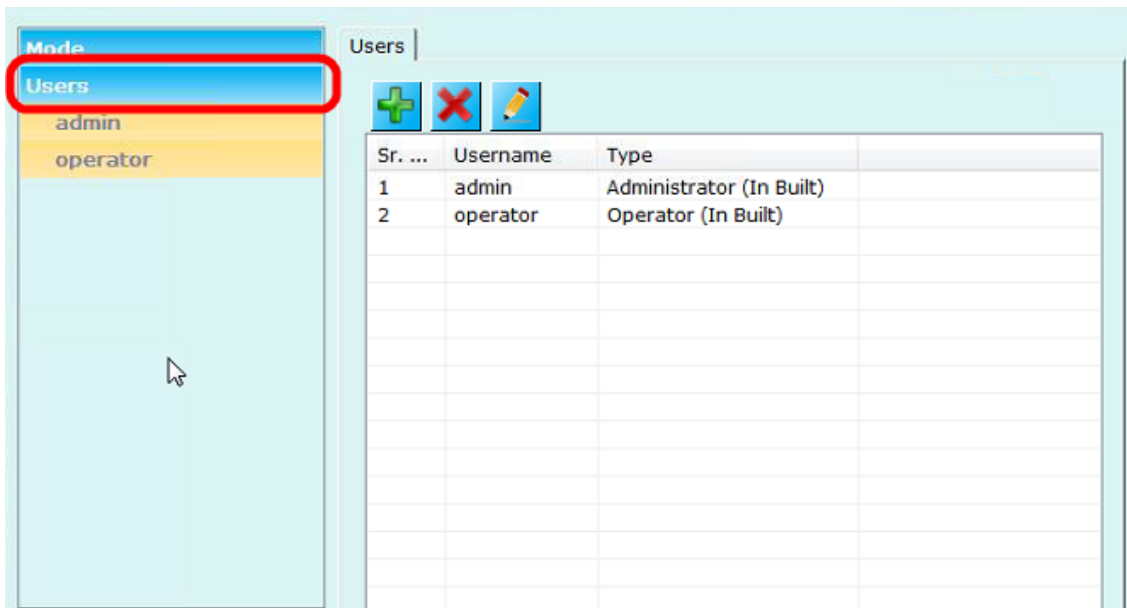 Mode
Users
admin
operator
Users
Sr. ... Username Type
1 admin Administrator (In Built)
2 operator Operator (In Built)